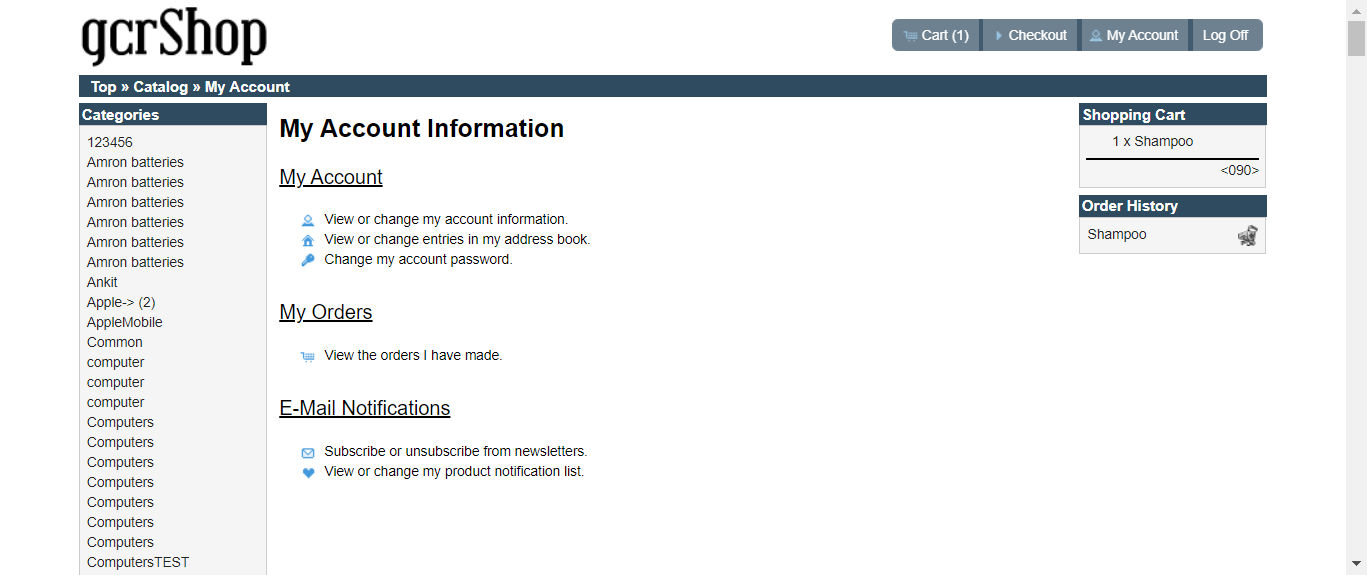 gcrShop
Cart (1)
Checkout
My Account
Log Off
Top » Catalog » My Account
Categories
123456
Amron batteries
Amron batteries
Amron batteries
Amron batteries
Amron batteries
Amron batteries
Ankit
Apple-> (2)
AppleMobile
Common
computer
computer
computer
Computers
Computers
Computers
Computers
Computers
Computers
Computers
ComputersTEST
My Account Information
My Account
View or change my account information.
View or change entries in my address book.
Change my account password.
My Orders
View the orders I have made.
E-Mail Notifications
Subscribe or unsubscribe from newsletters.
View or change my product notification list.
Shopping Cart
1 x Shampoo
<090>
Order History
Shampoo